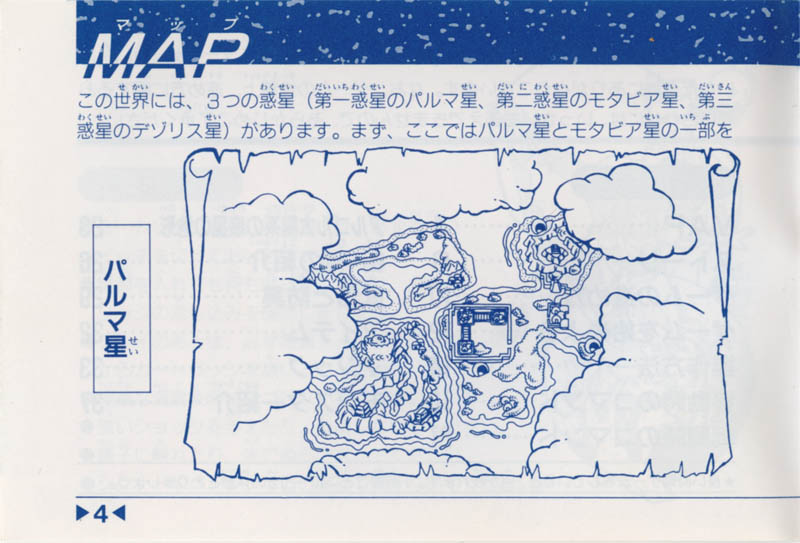 マップ
MAP
この世界には、3つの惑星（第一惑星のパルマ星、第二惑星のモタビア星、第三
惑星のデゾリス星）があります。まず、ここではパルマ星とモタビア星の一部を
パルマ星
▶4◀